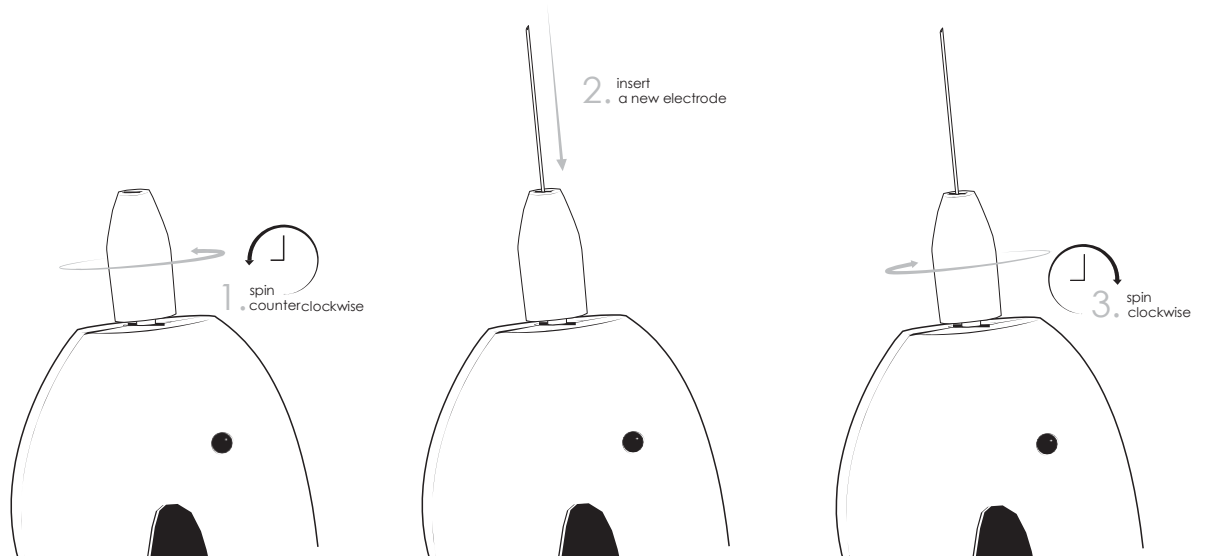 1. spin
counterclockwise
2. insert
a new electrode
3. spin
clockwise